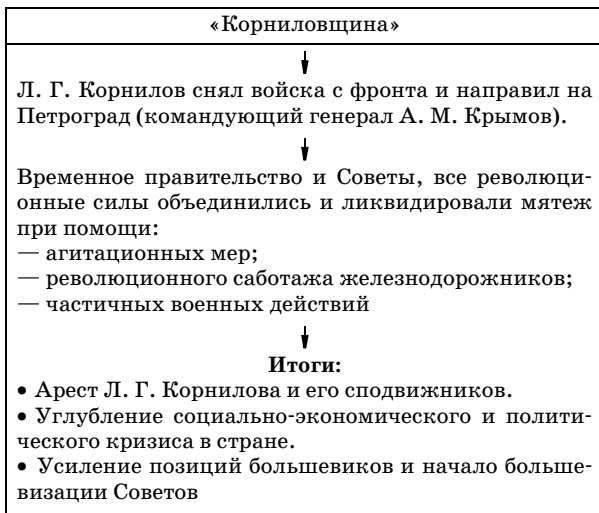 «Корниловщина»
Л. Г. Корнилов снял войска с фронта и направил на
Петроград (командующий генерал А. М. Крымов).
Временное правительство и Советы, все революци-
онные силы объединились и ликвидировали мятеж
при помощи:
— агитационных мер;
— революционного саботажа железнодорожников;
— частичных военных действий
Итоги:
• Арест Л. Г. Корнилова и его сподвижников.
• Углубление социально-экономического и полити-
ческого кризиса в стране.
• Усиление позиций большевиков и начало больше-
визации Советов